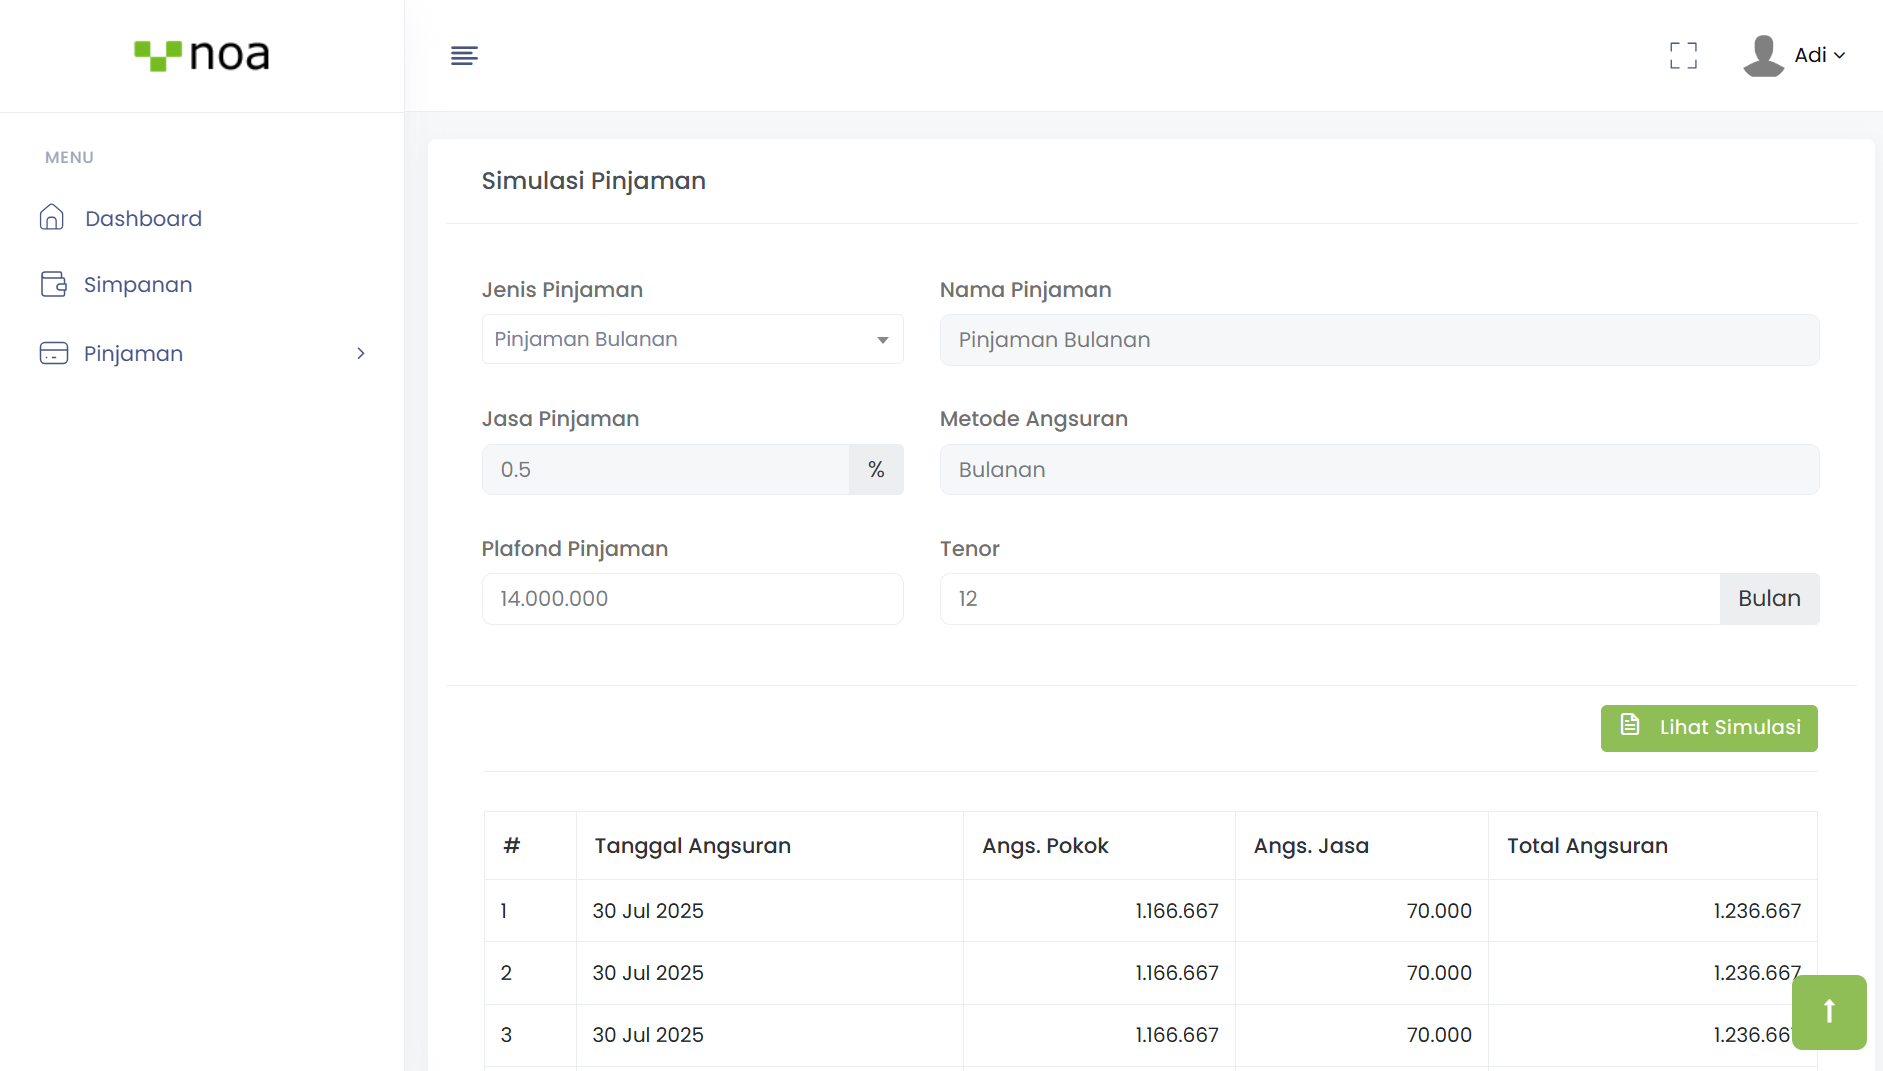 noa
Adi
MENU
Dashboard
Simpanan
Pinjaman
Simulasi Pinjaman
Jenis Pinjaman
Nama Pinjaman
Pinjaman Bulanan
Pinjaman Bulanan
Jasa Pinjaman
Metode Angsuran
0.5 %
Bulanan
Plafond Pinjaman
Tenor
14.000.000
12 Bulan
Lihat Simulasi
# Tanggal Angsuran Angs. Pokok Angs. Jasa Total Angsuran
1 30 Jul 2025 1.166.667 70.000 1.236.667
2 30 Jul 2025 1.166.667 70.000 1.236.667
3 30 Jul 2025 1.166.667 70.000 1.236.66